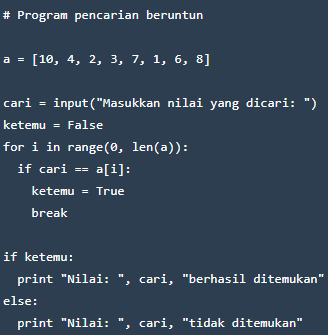 # Program pencarian beruntun
a = [10, 4, 2, 3, 7, 1, 6, 8]
cari = input("Masukkan nilai yang dicari: ")
ketemu = False
for i in range(0, len(a)):
  if cari == a[i]:
    ketemu = True
    break
if ketemu:
  print "Nilai: ", cari, "berhasil ditemukan"
else:
  print "Nilai: ", cari, "tidak ditemukan"